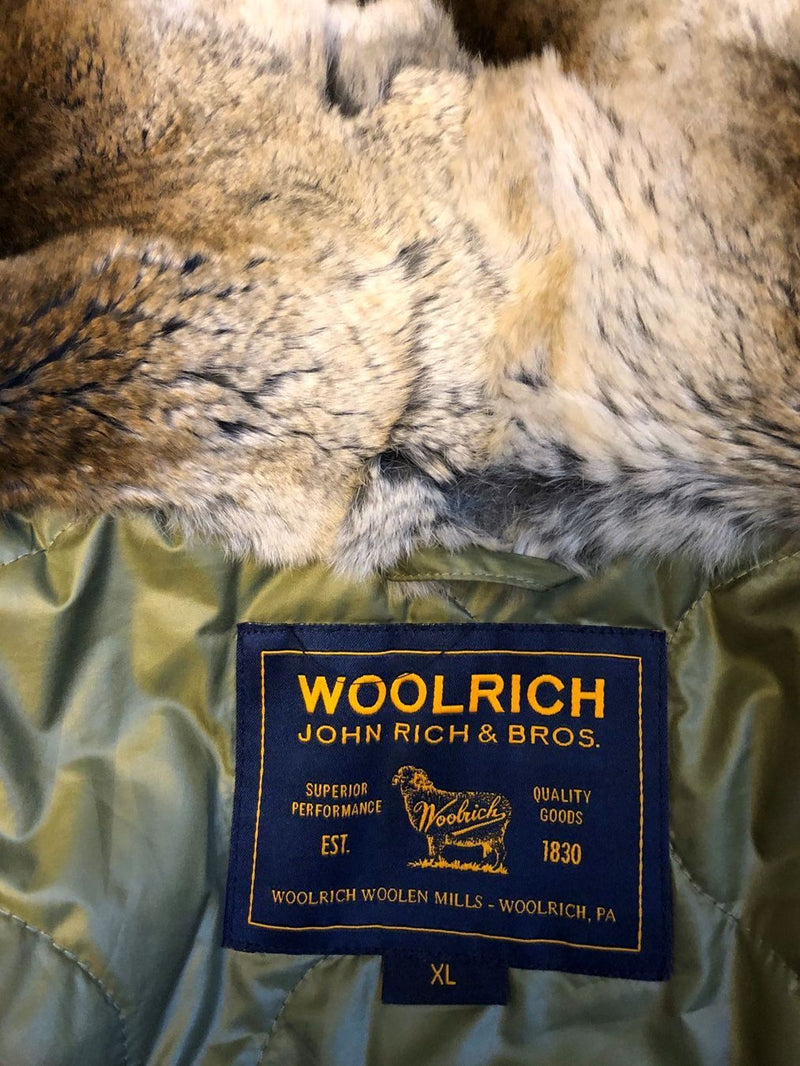 WOOLRICH
JOHN RICH & BROS.
SUPERIOR
PERFORMANCE
EST.
Woolrich
QUALITY
GOODS
1830
WOOLRICH WOOLEN MILLS - WOOLRICH, PA
XL